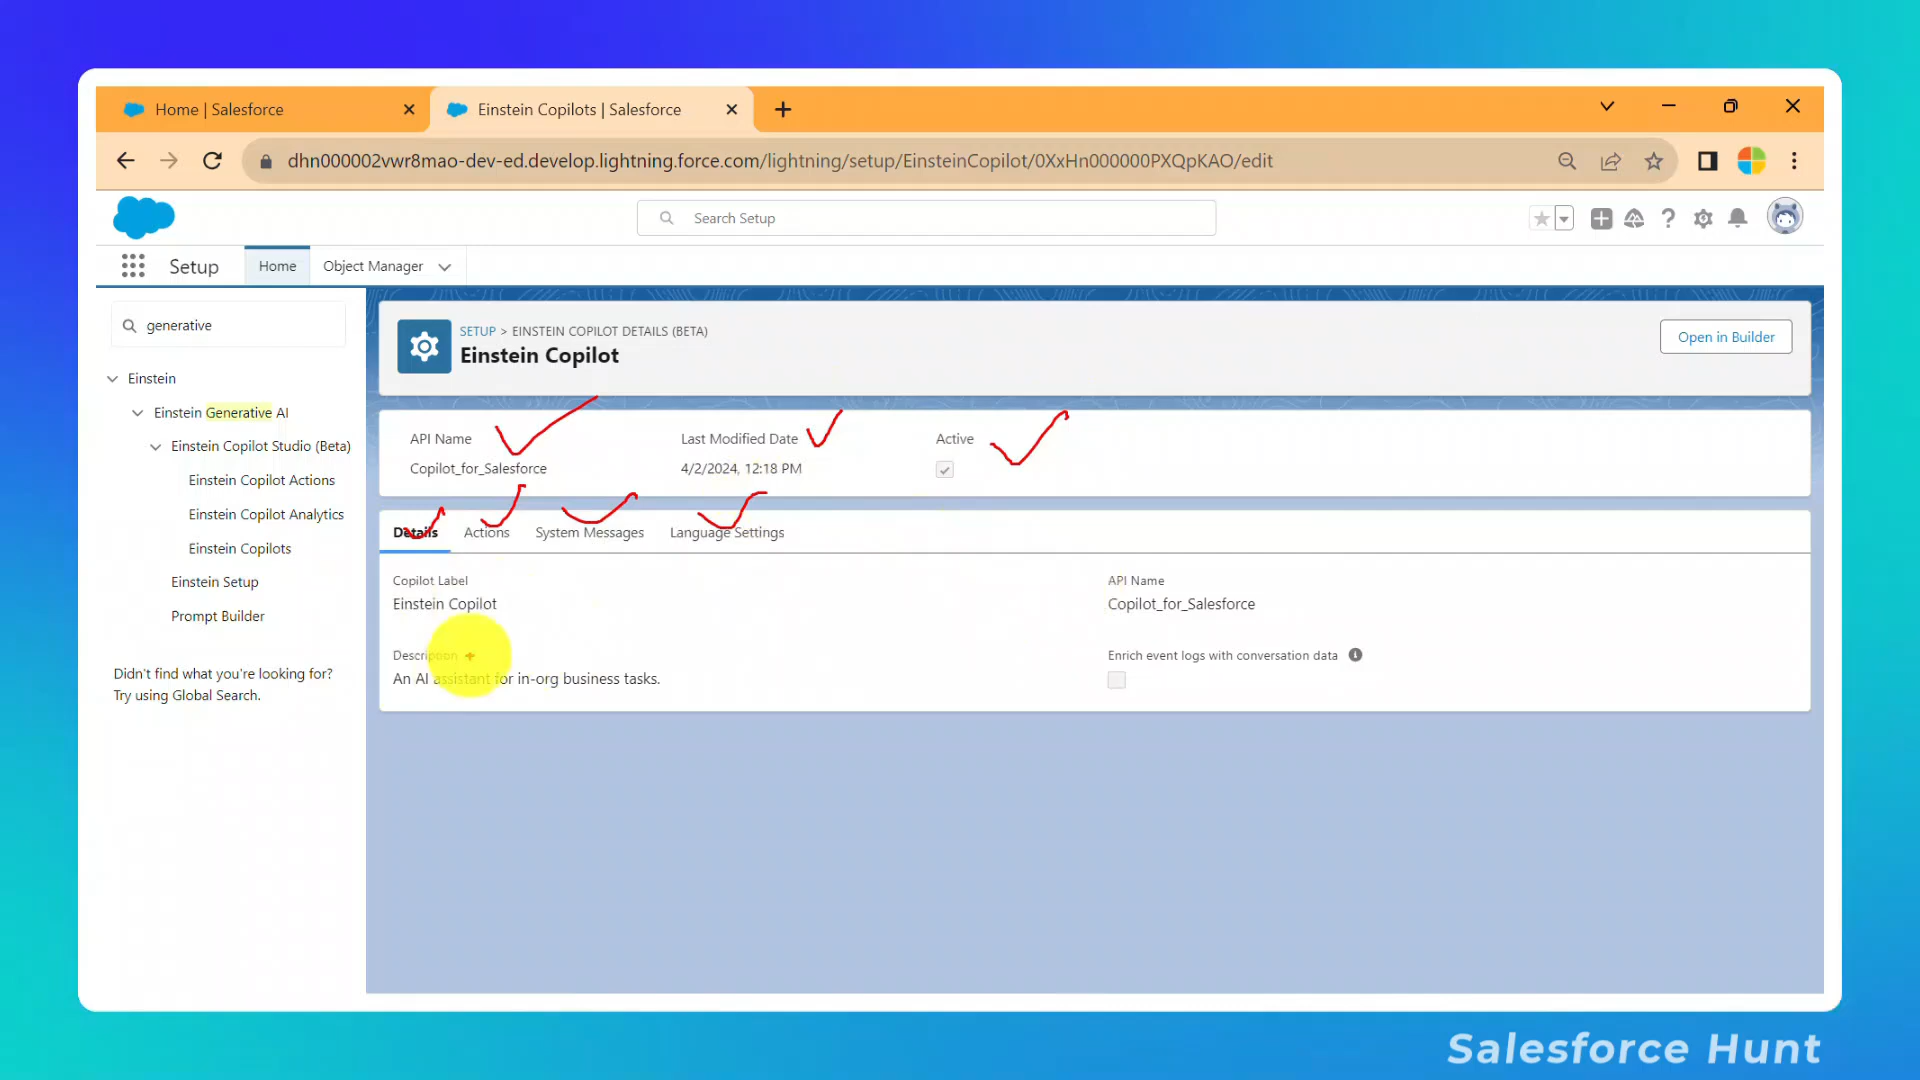 Home | Salesforce
Einstein Copilots | Salesforce
dhn000002vwr8mao-dev-ed.develop.lightning.force.com/lightning/setup/EinsteinCopilot/0XxHn000000PXQpKAO/edit
Search Setup
Setup
Home
Object Manager
generative
Einstein
Einstein Generative AI
Einstein Copilot Studio (Beta)
Einstein Copilot Actions
Einstein Copilot Analytics
Einstein Copilots
Einstein Setup
Prompt Builder
Didn't find what you're looking for?
Try using Global Search.
SETUP > EINSTEIN COPILOT DETAILS (BETA)
Einstein Copilot
Open in Builder
API Name
Copilot_for_Salesforce
Last Modified Date
4/2/2024, 12:18 PM
Active
Details
Actions
System Messages
Language Settings
Copilot Label
Einstein Copilot
API Name
Copilot_for_Salesforce
Description
An AI assistant for in-org business tasks.
Enrich event logs with conversation data
Salesforce Hunt